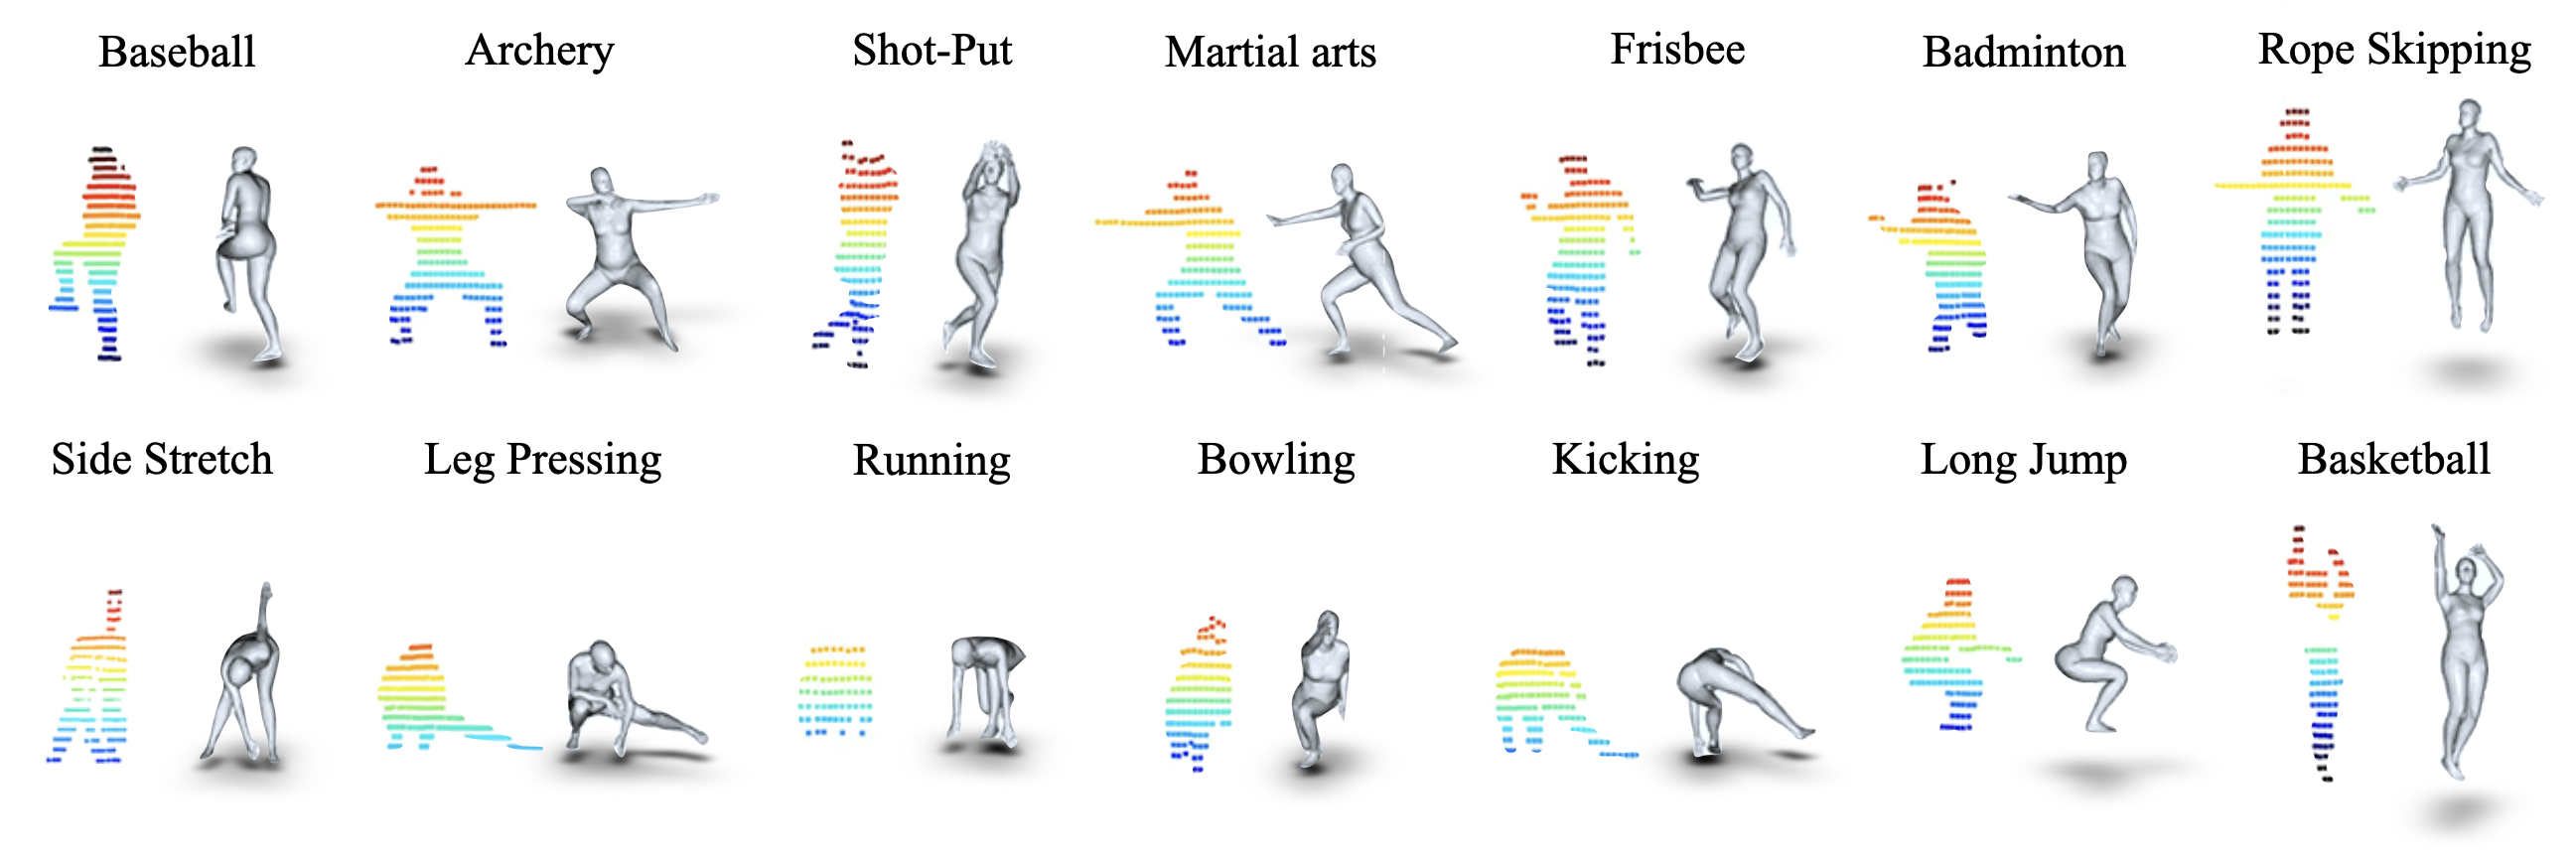 Baseball Archery Shot-Put Martial arts Frisbee Badminton Rope Skipping
Side Stretch Leg Pressing Running Bowling Kicking Long Jump Basketball